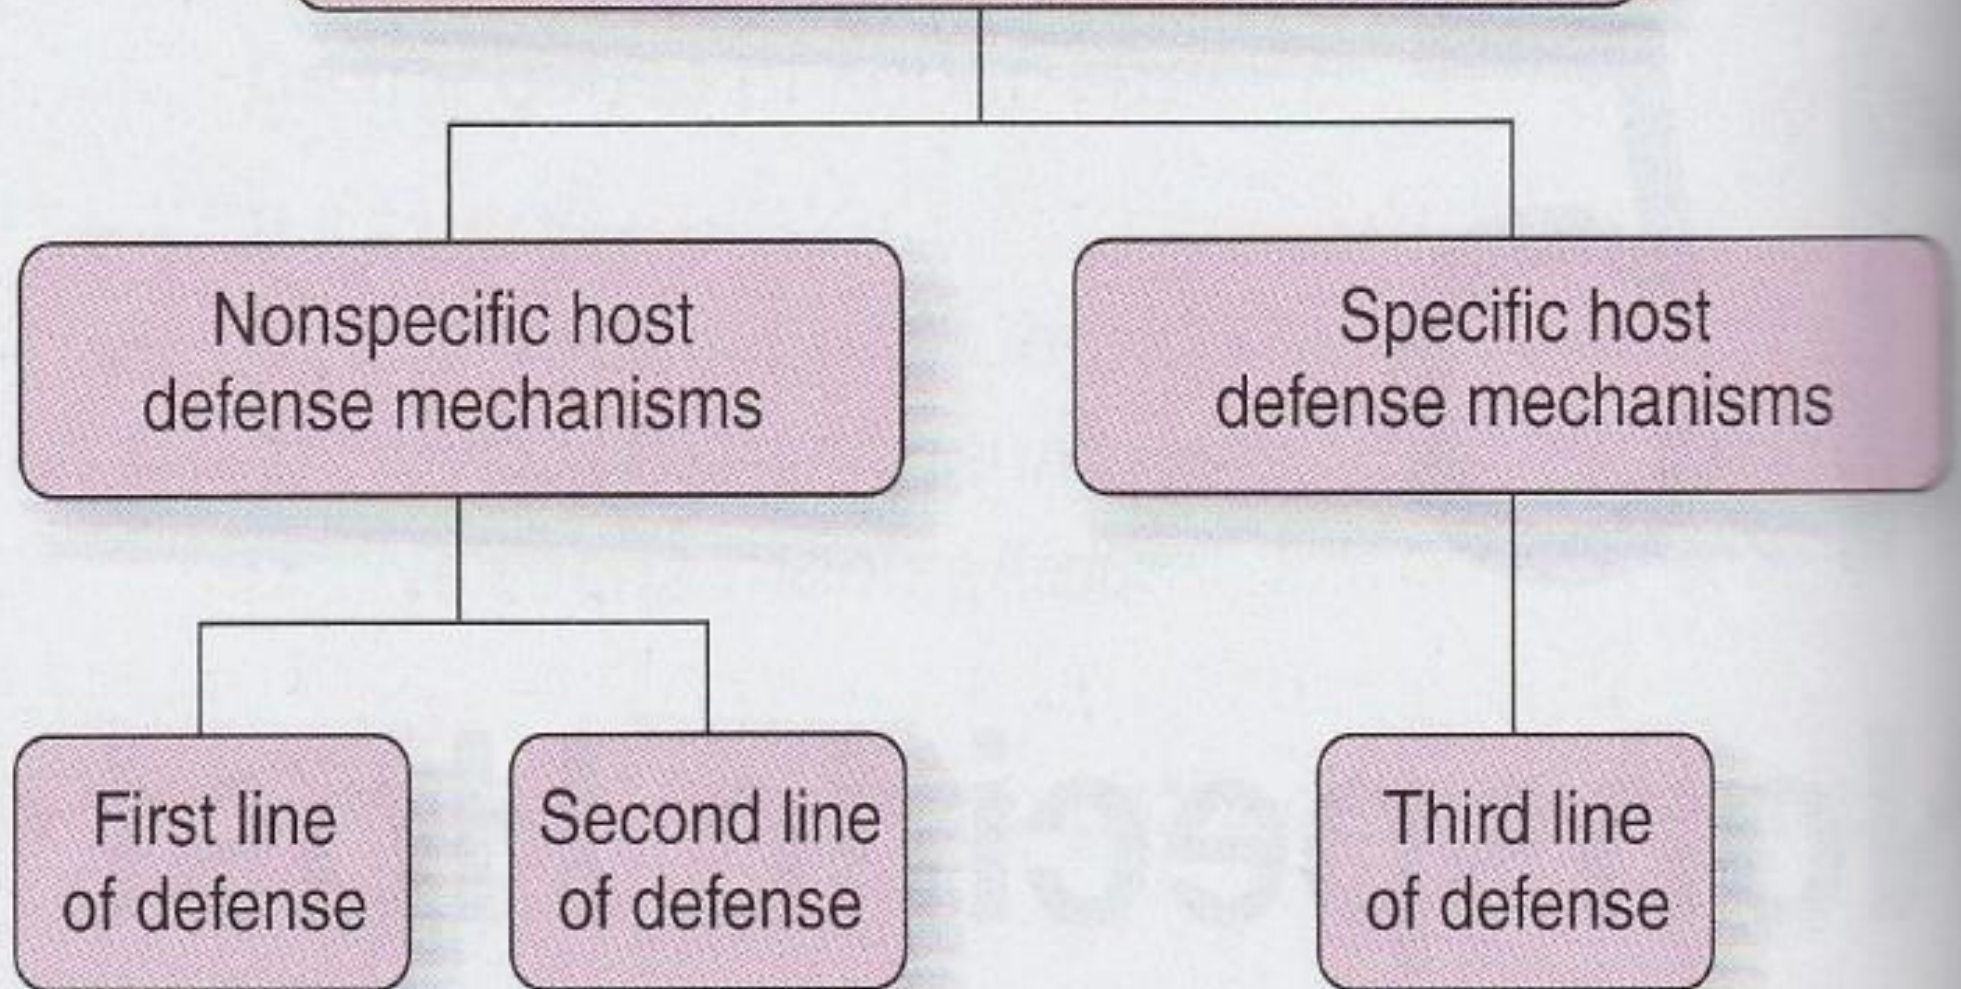 Nonspecific host
defense mechanisms
Specific host
defense mechanisms
First line
of defense
Second line
of defense
Third line
of defense